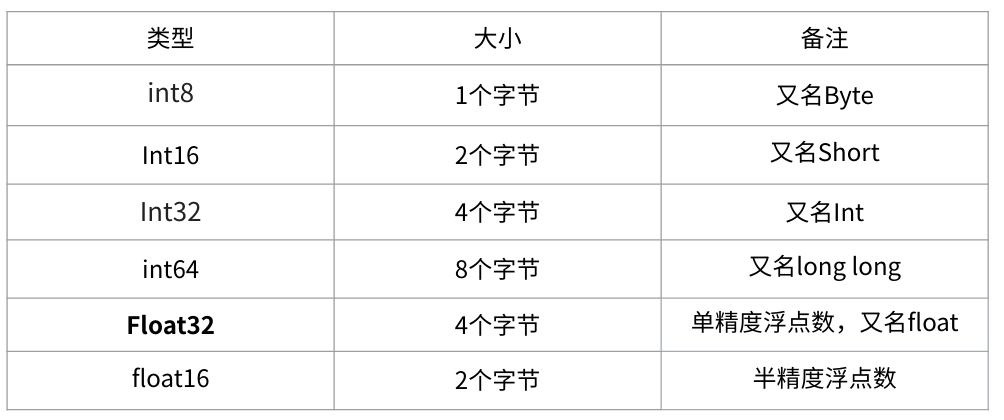 类型 大小 备注
int8 1个字节 又名Byte
Int16 2个字节 又名Short
Int32 4个字节 又名Int
int64 8个字节 又名long long
Float32 4个字节 单精度浮点数，又名float
float16 2个字节 半精度浮点数